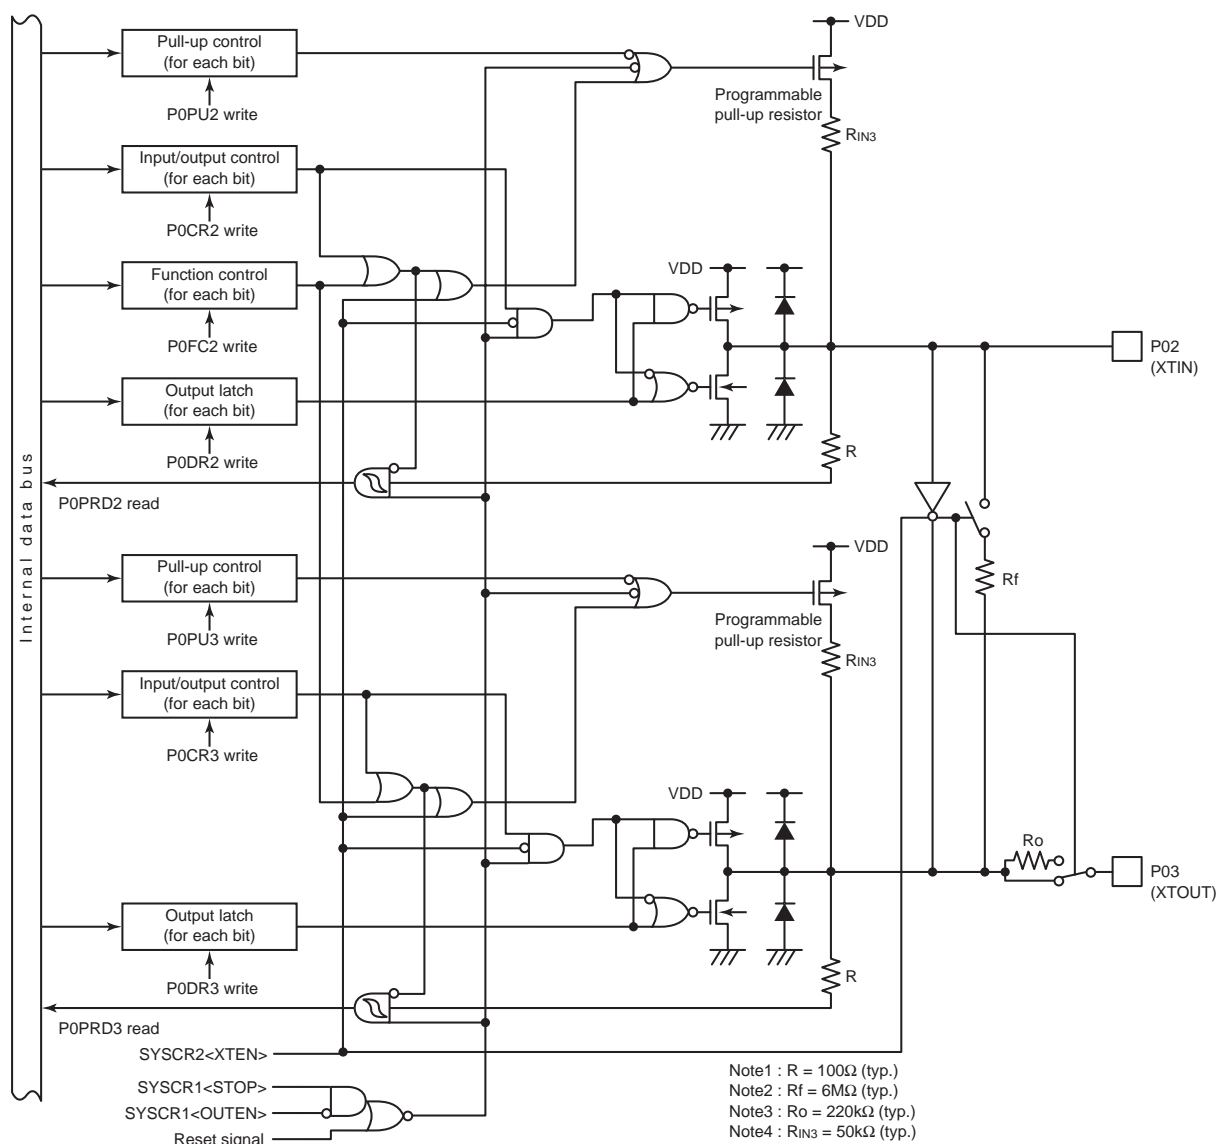 VDD
Pull-up control
(for each bit)
P0PU2 write
Programmable
pull-up resistor
RIN3
Input/output control
(for each bit)
P0CR2 write
Function control
(for each bit)
P0FC2 write
VDD
P02
(XTIN)
Output latch
(for each bit)
P0DR2 write
R
P0PRD2 read
Internal data bus
VDD
Pull-up control
(for each bit)
P0PU3 write
Rf
Programmable
pull-up resistor
RIN3
Input/output control
(for each bit)
P0CR3 write
VDD
Ro
P03
(XTOUT)
Output latch
(for each bit)
P0DR3 write
R
P0PRD3 read
SYSCR2<XTEN>
SYSCR1<STOP>
SYSCR1<OUTEN>
Reset signal
Note1 : R = 100Ω (typ.)
Note2 : Rf = 6MΩ (typ.)
Note3 : Ro = 220kΩ (typ.)
Note4 : RIN3 = 50kΩ (typ.)